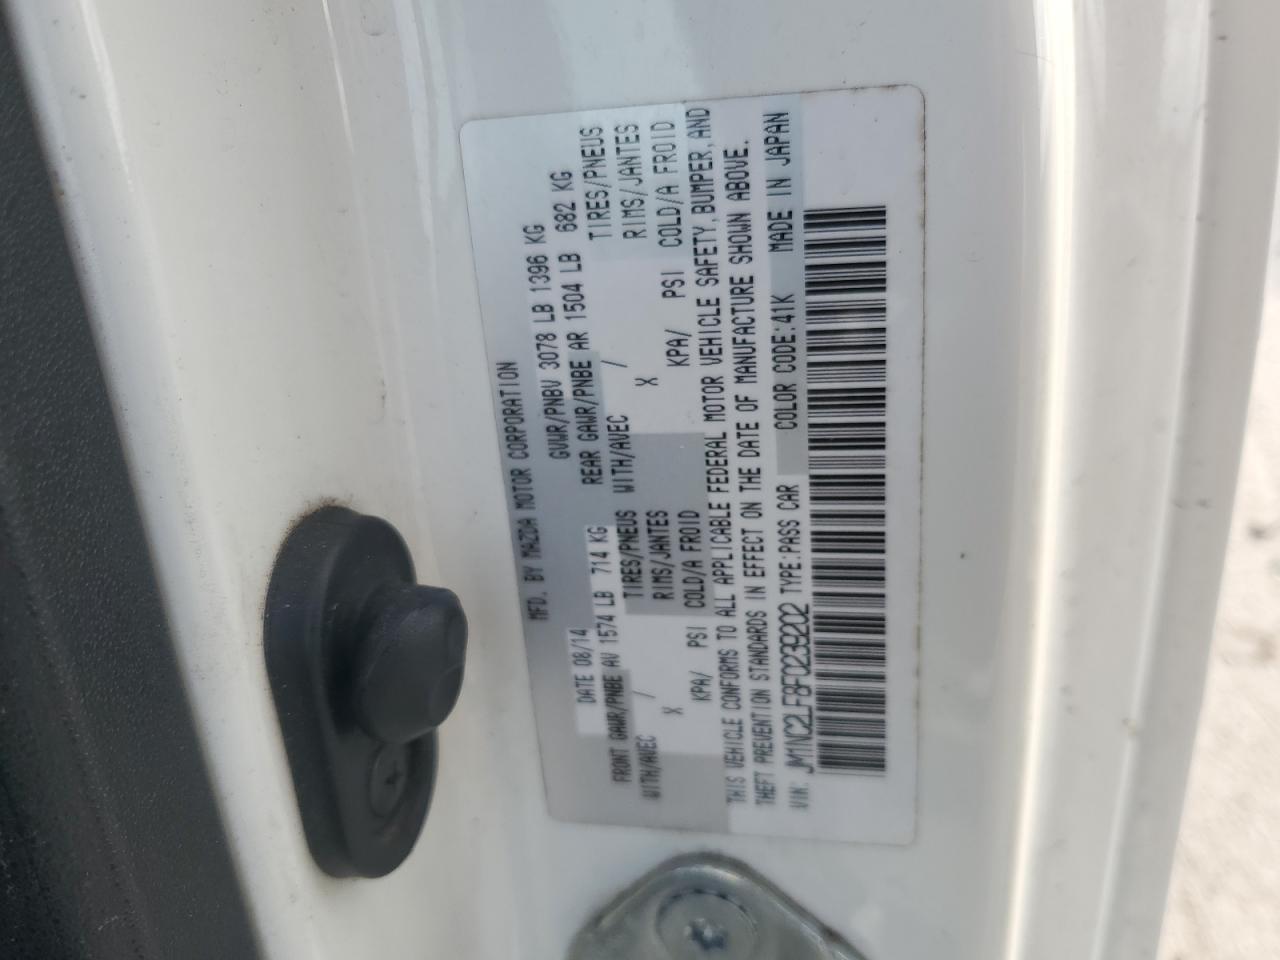 MFD. BY MAZDA MOTOR CORPORATION
DATE 08/14 GVWR/PNBV 3078 LB 1396 KG
FRONT GAWR/PNBE AV 1574 LB 714 KG REAR GAWR/PNBE AR 1504 LB 682 KG
WITH/AVEC / TIRES/PNEUS WITH/AVEC / TIRES/PNEUS
X RIMS/JANTES X RIMS/JANTES
KPA/ PSI COLD/A FROID KPA/ PSI COLD/A FROID
THIS VEHICLE CONFORMS TO ALL APPLICABLE FEDERAL MOTOR VEHICLE SAFETY, BUMPER, AND
THEFT PREVENTION STANDARDS IN EFFECT ON THE DATE OF MANUFACTURE SHOWN ABOVE.
VIN: JM1NC2LF8F0239202 TYPE:PASS CAR COLOR CODE:41K MADE IN JAPAN